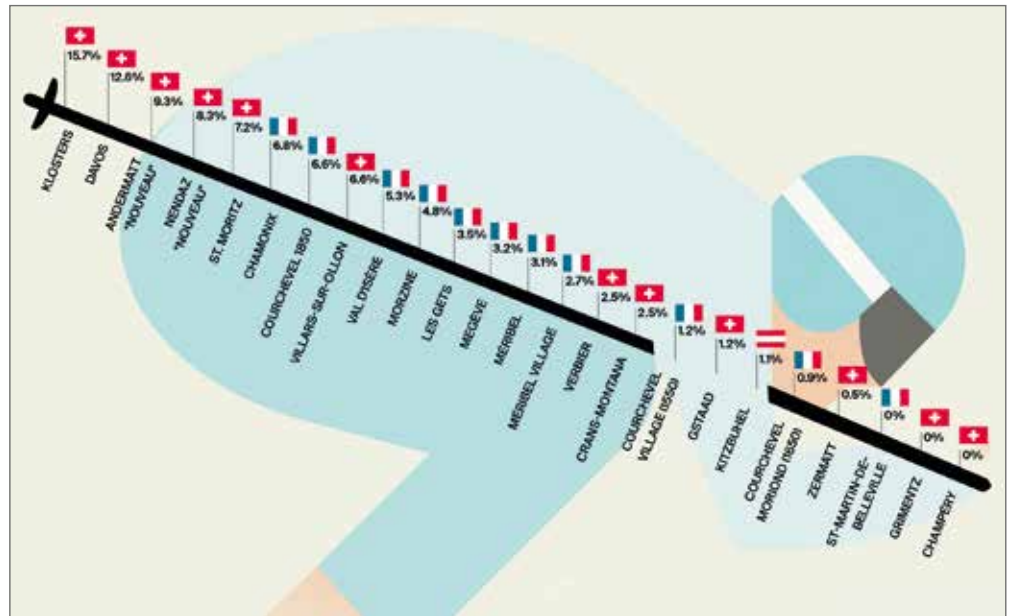 15.7%
KLOSTERS
12.6%
DAVOS
9.3%
ANDERMATT
"NOUVEAU"
8.3%
NENDAZ
"NOUVEAU"
7.2%
ST. MORITZ
6.8%
CHAMONIX
6.6%
COURCHEVEL 1850
6.6%
VILLARS-SUR-OLLON
5.3%
VAL D'ISÈRE
4.8%
MORZINE
3.5%
LES GETS
3.2%
MEGÈVE
3.1%
MÉRIBEL
2.7%
MERIBEL VILLAGE
2.5%
VERBIER
2.5%
CRANS-MONTANA
1.2%
COURCHEVEL
VILLAGE (1550)
1.2%
GSTAAD
1.1%
KITZBUHEL
0.9%
COURCHEVEL
MORIOND (1650)
0.5%
ZERMATT
0%
ST-MARTIN-DE-
BELLEVILLE
0%
GRIMENTZ
0%
CHAMPÉRY